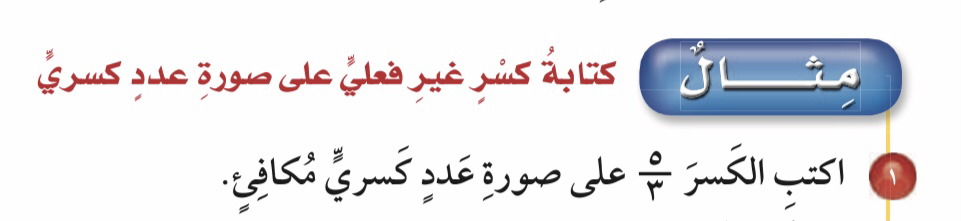 مِثـــالٌ كتابةُ كسْرٍ غيرِ فعليٍّ على صورةِ عددٍ كسريٍّ
١ اكتبِ الكَسرَ ٥/٣ على صورةِ عَددٍ كَسريٍّ مُكافِئٍ.